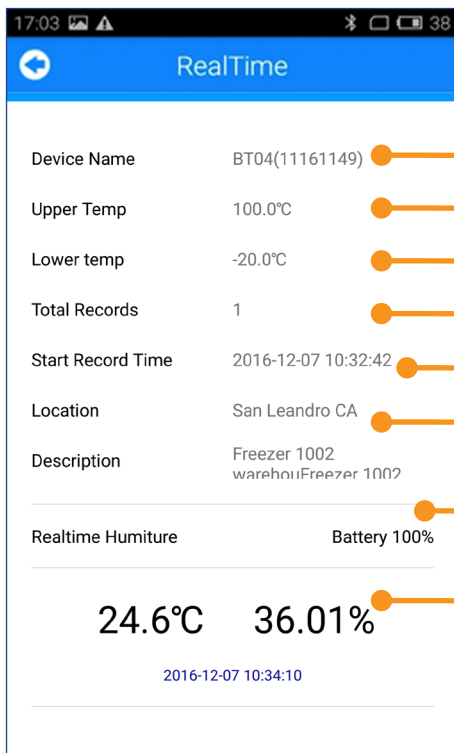 17:03 38
RealTime
Device Name BT04(11161149)
Upper Temp 100.0℃
Lower temp -20.0℃
Total Records 1
Start Record Time 2016-12-07 10:32:42
Location San Leandro CA
Description Freezer 1002
warehouFreezer 1002
Realtime Humiture Battery 100%
24.6℃ 36.01%
2016-12-07 10:34:10